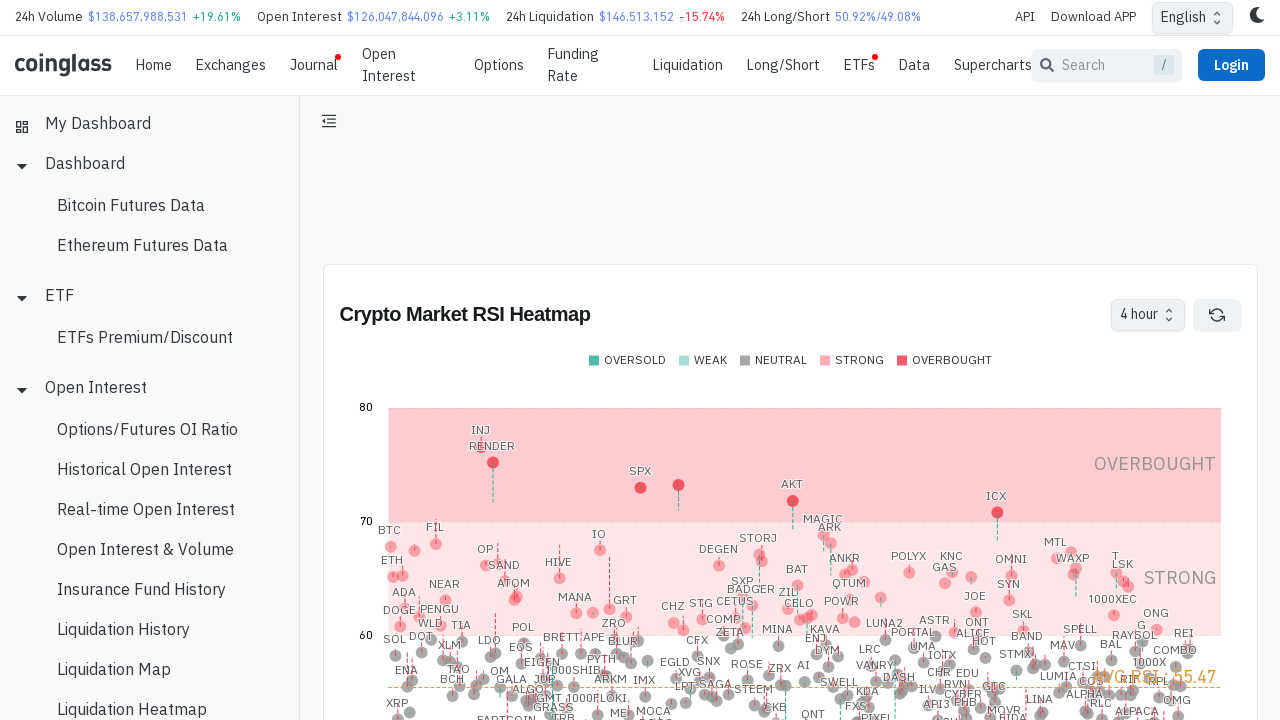 24h Volume $138,657,988,531 +19.61% Open Interest $126,047,844,096 +3.11% 24h Liquidation $146,513,152 -15.74% 24h Long/Short 50.92%/49.08% API Download APP English
coinglass Home Exchanges Journal Open Interest Options Funding Rate Liquidation Long/Short ETFs Data Supercharts Search / Login
My Dashboard
Dashboard
Bitcoin Futures Data
Ethereum Futures Data
ETF
ETFs Premium/Discount
Open Interest
Options/Futures OI Ratio
Historical Open Interest
Real-time Open Interest
Open Interest & Volume
Insurance Fund History
Liquidation History
Liquidation Map
Liquidation Heatmap
Crypto Market RSI Heatmap
4 hour
OVERSOLD WEAK NEUTRAL STRONG OVERBOUGHT
80
INJ
RENDER
OVERBOUGHT
SPX
AKT
ICX
70
MAGIC
BTC FIL ARK
IO STORJ
OP DEGEN MTL
ETH SAND HIVE ANKR POLYX KNC OMNI WAXP T
GAS LSK
BAT STRONG
NEAR ATOM SXP QTUM SYN
ADA BADGER ZIL
MANA GRT STG CETUS CELO POWR JOE 1000XEC
DOGE PENGU CHZ
WLD ZRO COMP ASTR ONT SKL ONG
TIA POL ZETA MINA KAVA LUNA2 SPELL G
60
SOL DOT LDO BRETT APE BLUR CFX ENJ PORTAL ALICE BAND RAYSOL REI
XLM EOS UMA HOT MAV BAL
DYM LRC COMBO
EIGEN PYTH EGLD SNX ROSE AI VANRY IOTX STMX 1000X
ENA TAO OM 1000SHIB XVG ZRX CHR EDU CTSI
BCH GALA JUP ARKM IMX LPT SAGA SWELL DASH RVN LUMIA AVG RSI : 55.47
ALGO STEEM KDA ILV CYBER GTC ALPHA
XRP GMT 1000FLOKI CKB FXS API3 PHB LINA RLC OMG
GRASS MOCA QNT MOVR ALPACA
FARTCOIN TRB ME PIXEL HIDA